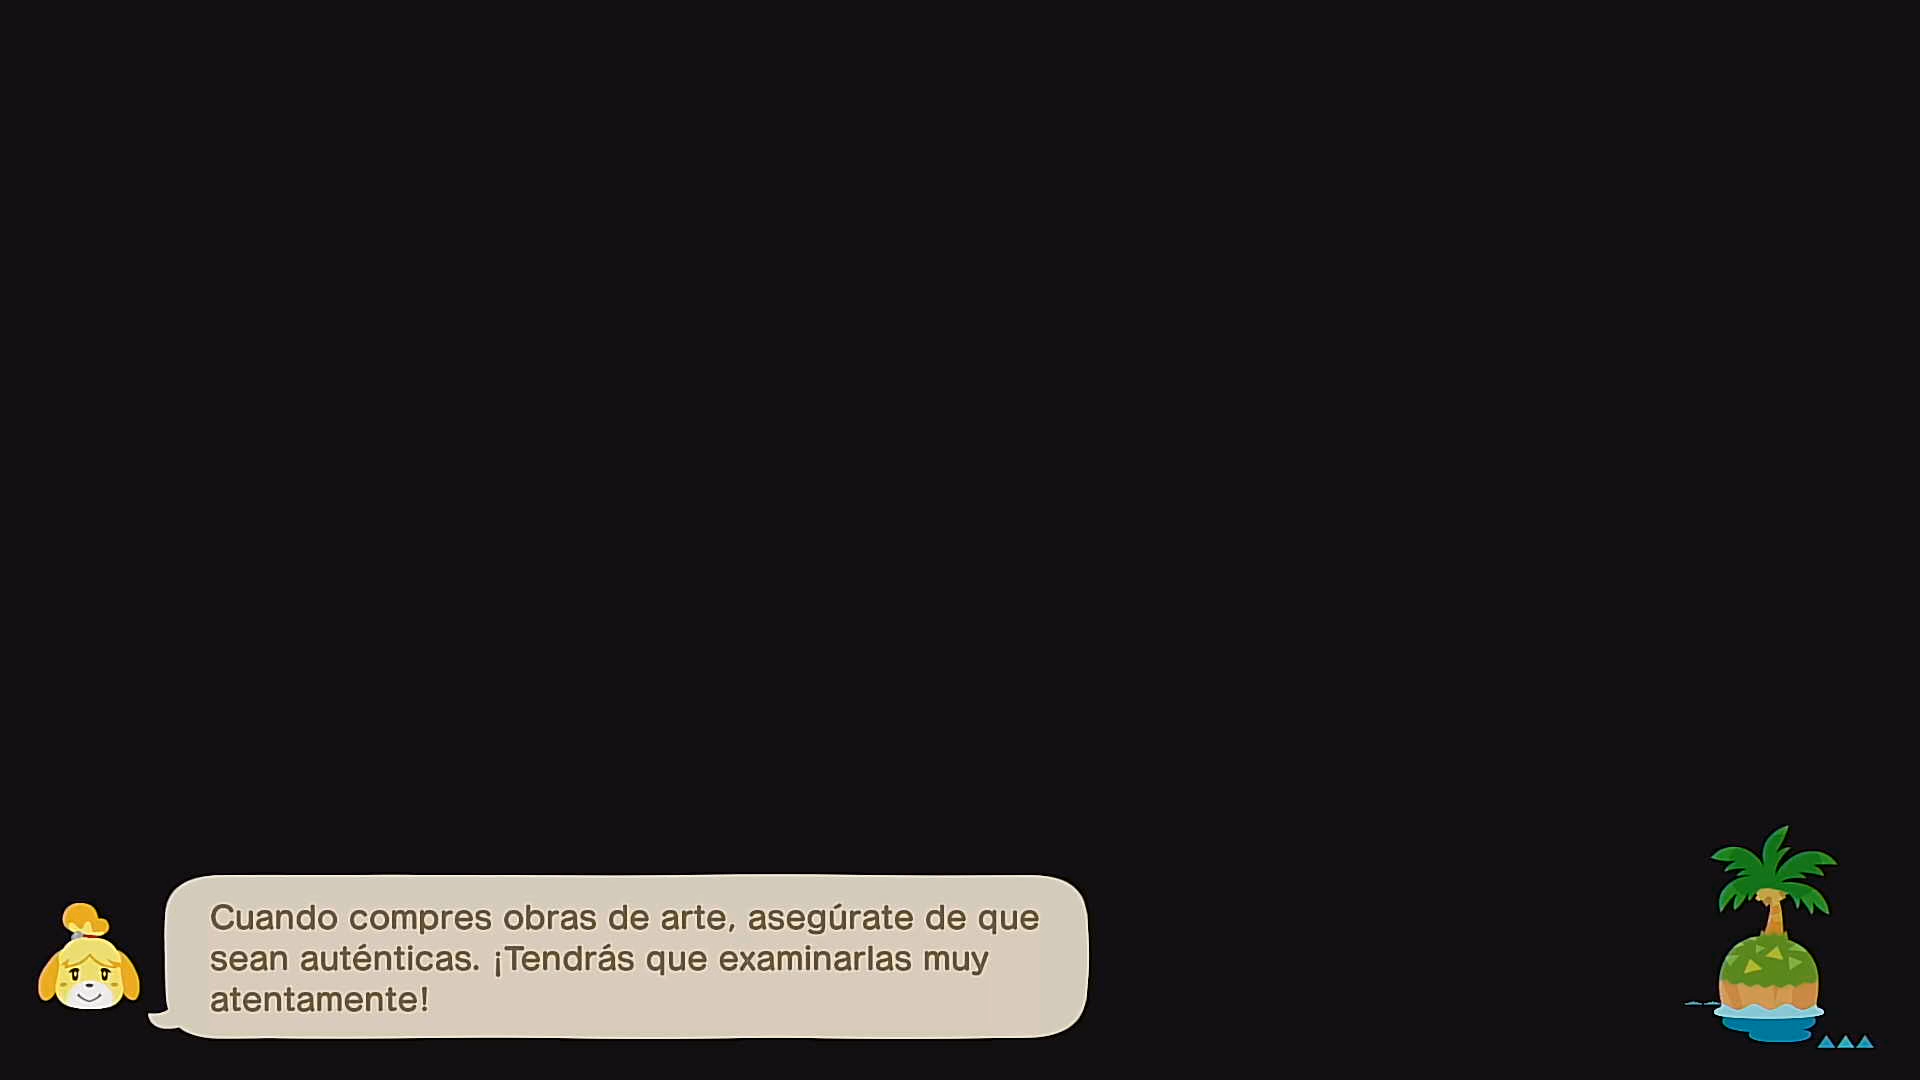 Cuando compres obras de arte, asegúrate de que
sean auténticas. ¡Tendrás que examinarlas muy
atentamente!